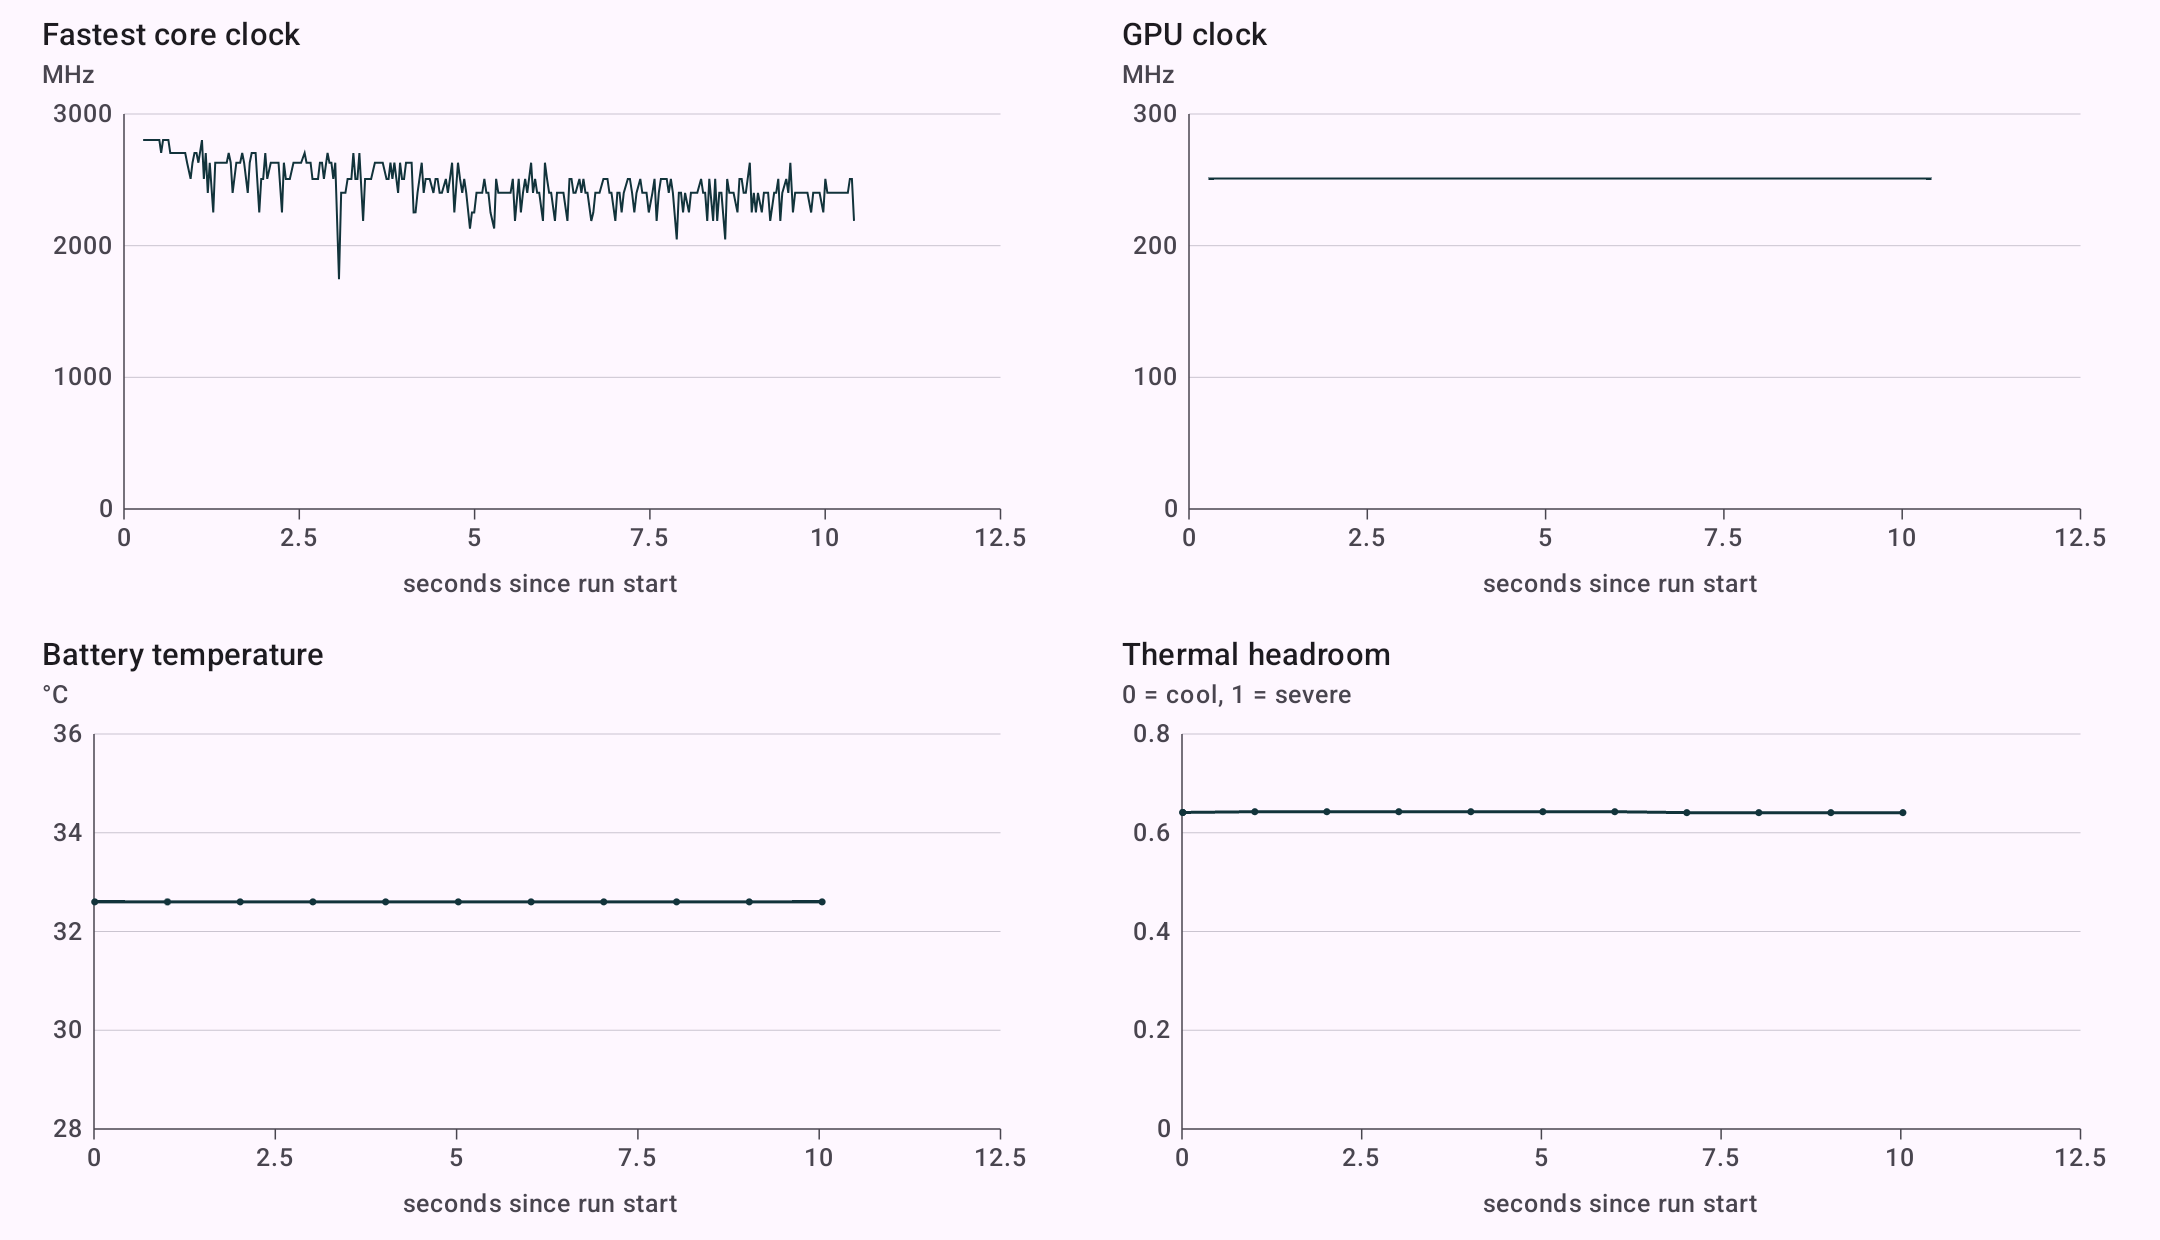 Fastest core clock
MHz
3000
2000
1000
0
0 2.5 5 7.5 10 12.5
seconds since run start
GPU clock
MHz
300
200
100
0
0 2.5 5 7.5 10 12.5
seconds since run start
Battery temperature
°C
36
34
32
30
28
0 2.5 5 7.5 10 12.5
seconds since run start
Thermal headroom
0 = cool, 1 = severe
0.8
0.6
0.4
0.2
0
0 2.5 5 7.5 10 12.5
seconds since run start